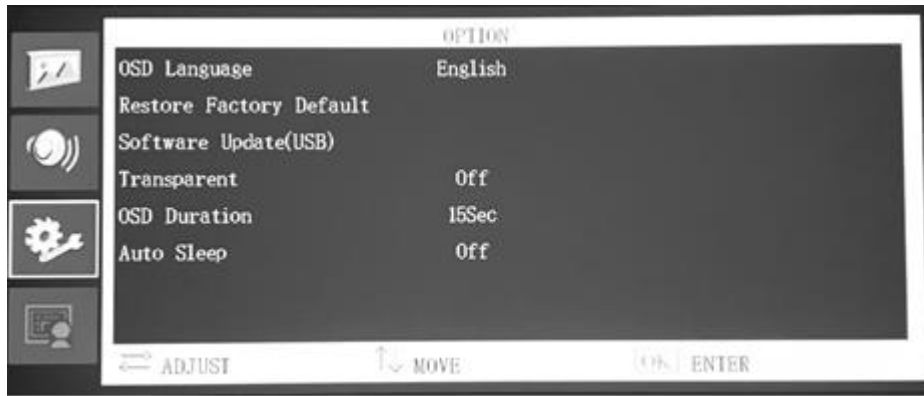 OPTION
OSD Language English
Restore Factory Default
Software Update(USB)
Transparent Off
OSD Duration 15Sec
Auto Sleep Off
ADJUST MOVE OK ENTER